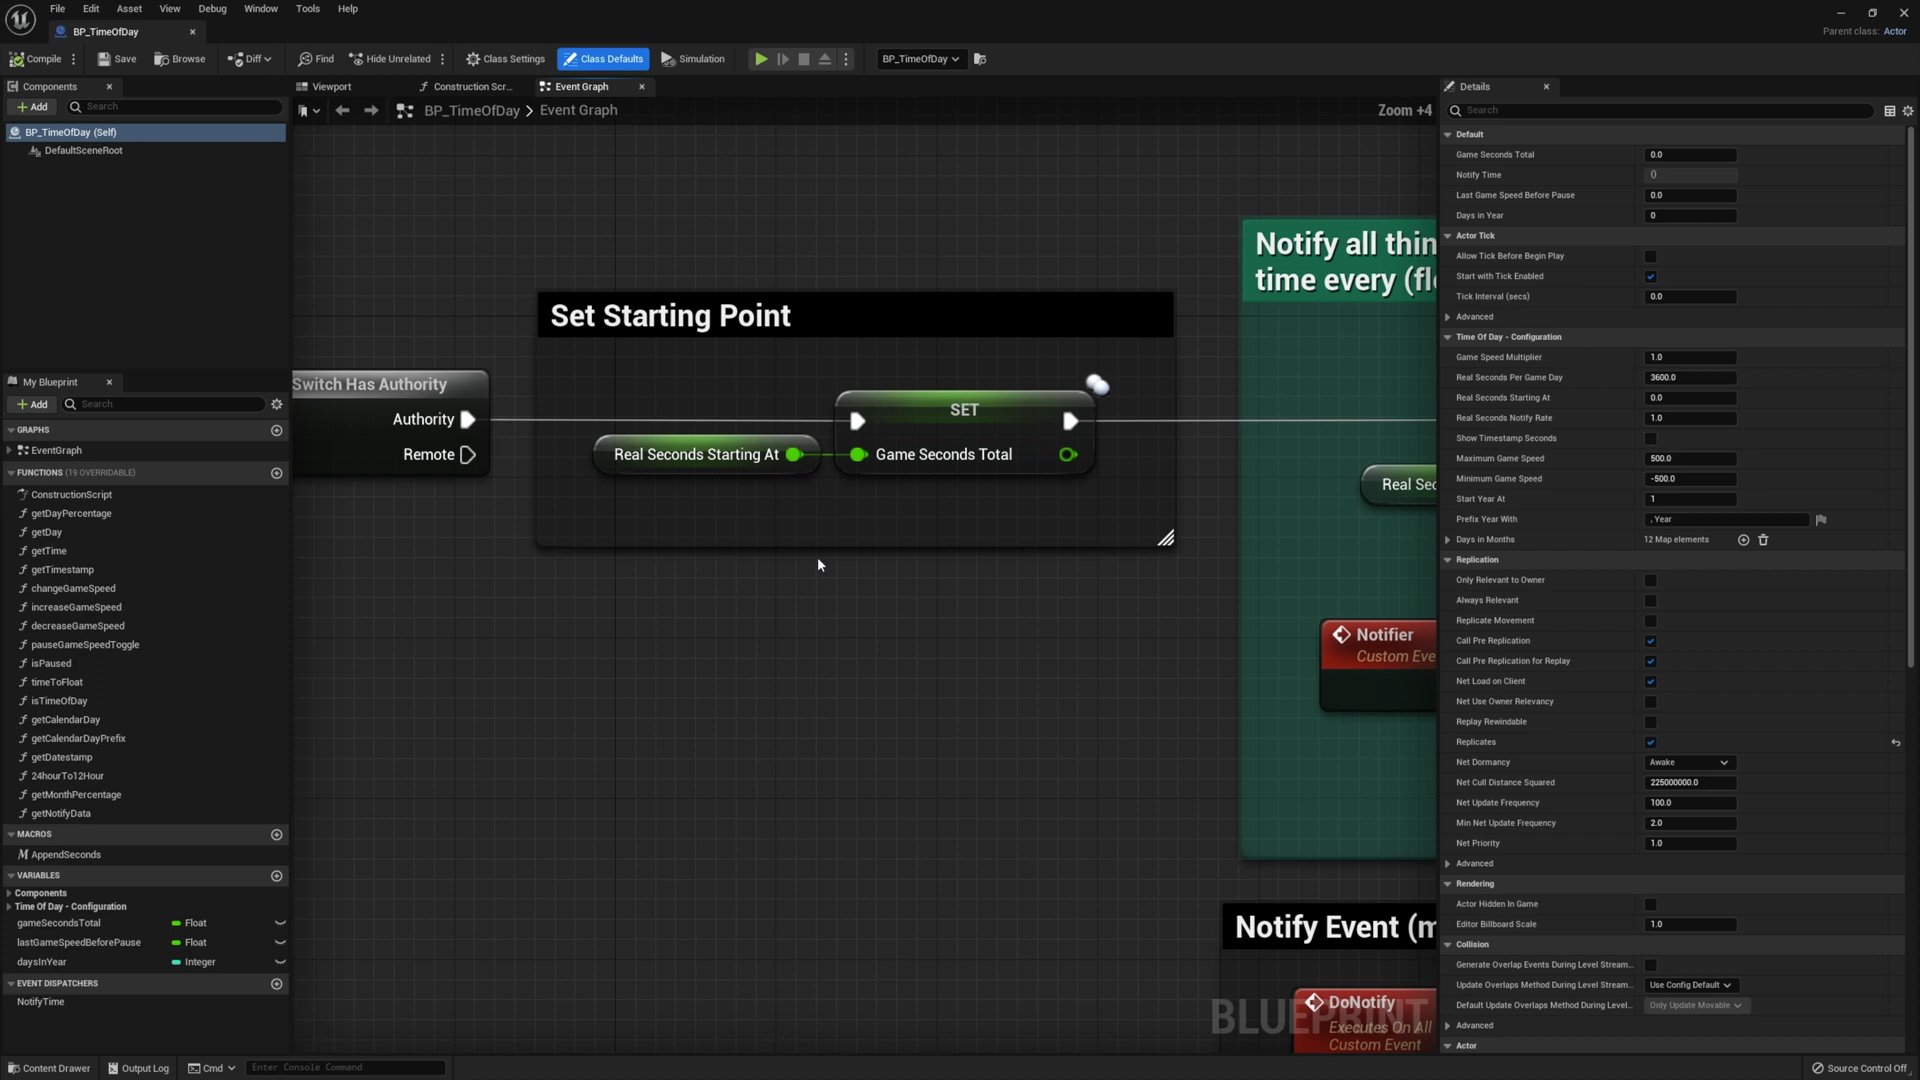 File Edit Asset View Debug Window Tools Help
BP_TimeOfDay
Parent class: Actor
Compile Save Browse Diff Find Hide Unrelated Class Settings Class Defaults Simulation BP_TimeOfDay
Components
Add Search
BP_TimeOfDay (Self)
DefaultSceneRoot
My Blueprint
Add Search
GRAPHS
EventGraph
FUNCTIONS (19 OVERRIDABLE)
ConstructionScript
getDayPercentage
getDay
getTime
getTimestamp
changeGameSpeed
increaseGameSpeed
decreaseGameSpeed
pauseGameSpeedToggle
isPaused
timeToFloat
isTimeOfDay
getCalendarDay
getCalendarDayPrefix
getDatestamp
24hourTo12Hour
getMonthPercentage
getNotifyData
MACROS
AppendSeconds
VARIABLES
Components
Time Of Day - Configuration
gameSecondsTotal Float
lastGameSpeedBeforePause Float
daysInYear Integer
EVENT DISPATCHERS
NotifyTime
Viewport Construction Scr... Event Graph
BP_TimeOfDay > Event Graph Zoom +4
Set Starting Point
Switch Has Authority
Authority
Remote
Real Seconds Starting At
SET
Game Seconds Total
Notify all thin
time every (fl
Real Sec
Notifier
Custom Eve
Notify Event (m
DoNotify
Executes On All
Custom Event
BLUEPRINT
Details
Search
Default
Game Seconds Total 0.0
Notify Time ()
Last Game Speed Before Pause 0.0
Days in Year 0
Actor Tick
Allow Tick Before Begin Play
Start with Tick Enabled
Tick Interval (secs) 0.0
Advanced
Time Of Day - Configuration
Game Speed Multiplier 1.0
Real Seconds Per Game Day 3600.0
Real Seconds Starting At 0.0
Real Seconds Notify Rate 1.0
Show Timestamp Seconds
Maximum Game Speed 500.0
Minimum Game Speed -500.0
Start Year At 1
Prefix Year With , Year
Days in Months 12 Map elements
Replication
Only Relevant to Owner
Always Relevant
Replicate Movement
Call Pre Replication
Call Pre Replication for Replay
Net Load on Client
Net Use Owner Relevancy
Replay Rewindable
Replicates
Net Dormancy Awake
Net Cull Distance Squared 225000000.0
Net Update Frequency 100.0
Min Net Update Frequency 2.0
Net Priority 1.0
Advanced
Rendering
Actor Hidden In Game
Editor Billboard Scale 1.0
Collision
Generate Overlap Events During Level Stream...
Update Overlaps Method During Level Stream... Use Config Default
Default Update Overlaps Method During Level... Only Update Movable
Advanced
Actor
Content Drawer Output Log Cmd Enter Console Command Source Control Off